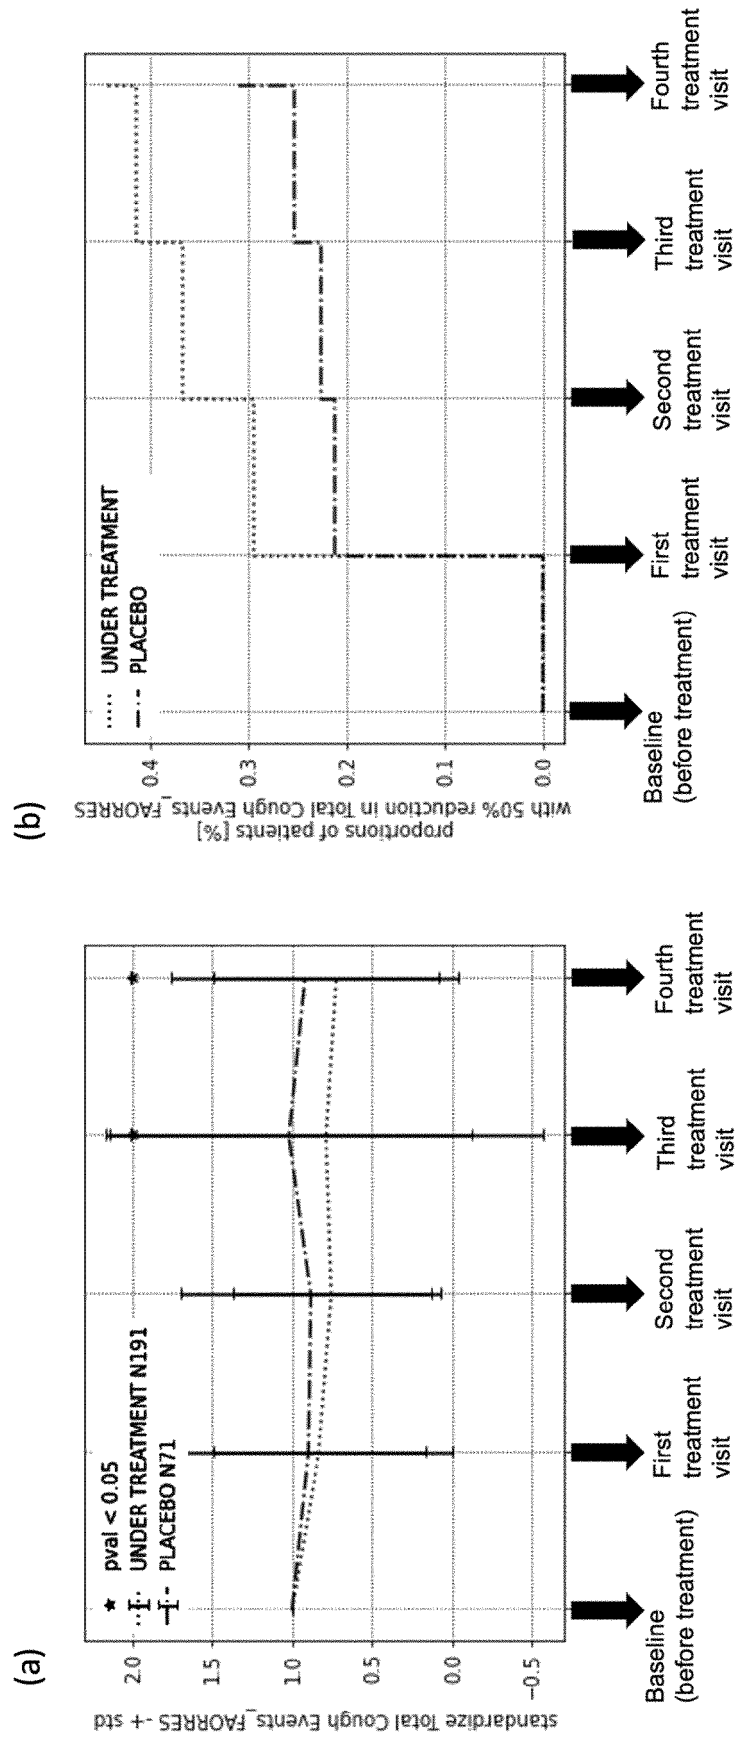 (a)
standardize Total Cough Events_FAORRES -+ std
2.0
1.5
1.0
0.5
0.0
−0.5
★ pval < 0.05
UNDER TREATMENT N191
PLACEBO N71
Baseline
(before treatment)
First
treatment
visit
Second
treatment
visit
Third
treatment
visit
Fourth
treatment
visit
(b)
proportions of patients [%]
with 50% reduction in Total Cough Events_FAORRES
0.4
0.3
0.2
0.1
0.0
UNDER TREATMENT
PLACEBO
Baseline
(before treatment)
First
treatment
visit
Second
treatment
visit
Third
treatment
visit
Fourth
treatment
visit